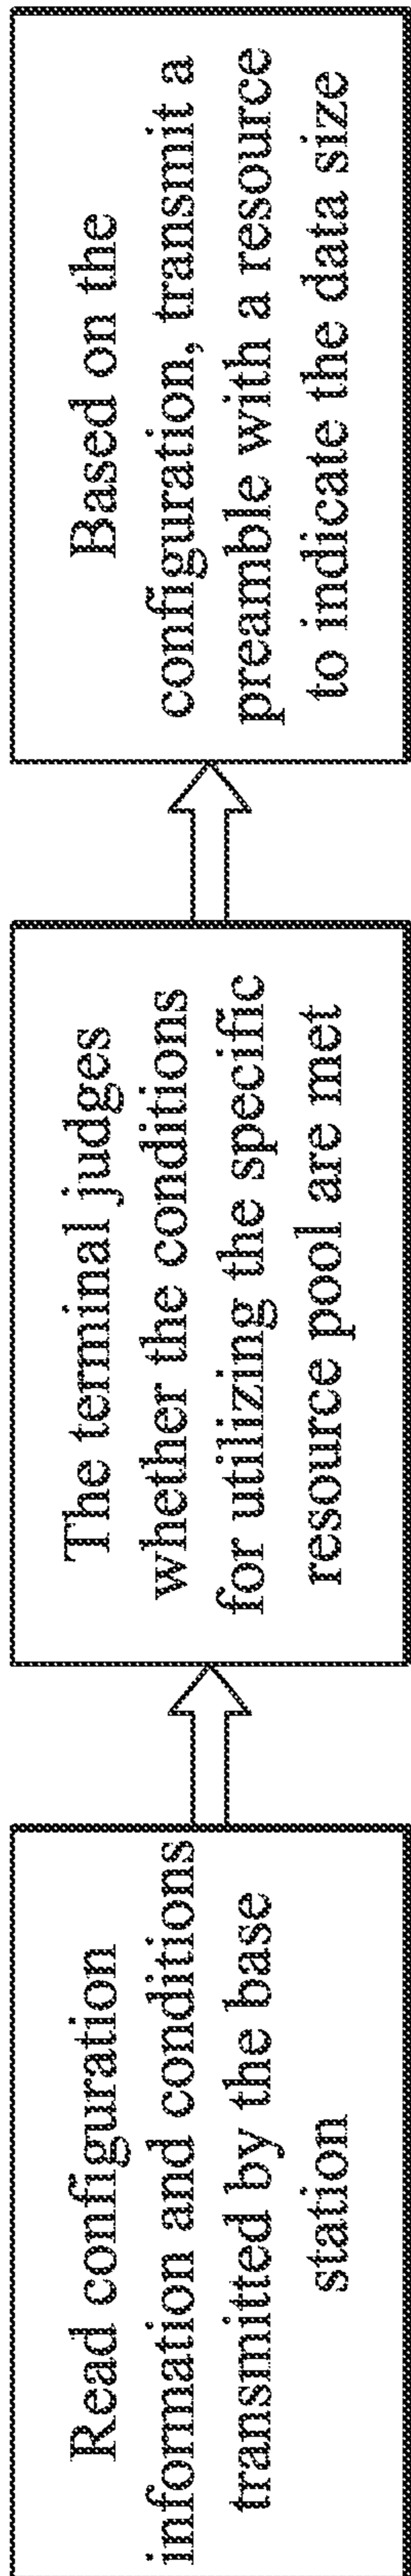 Read configuration
information and conditions
transmitted by the base
station
The terminal judges
whether the conditions
for utilizing the specific
resource pool are met
Based on the
configuration, transmit a
preamble with a resource
to indicate the data size